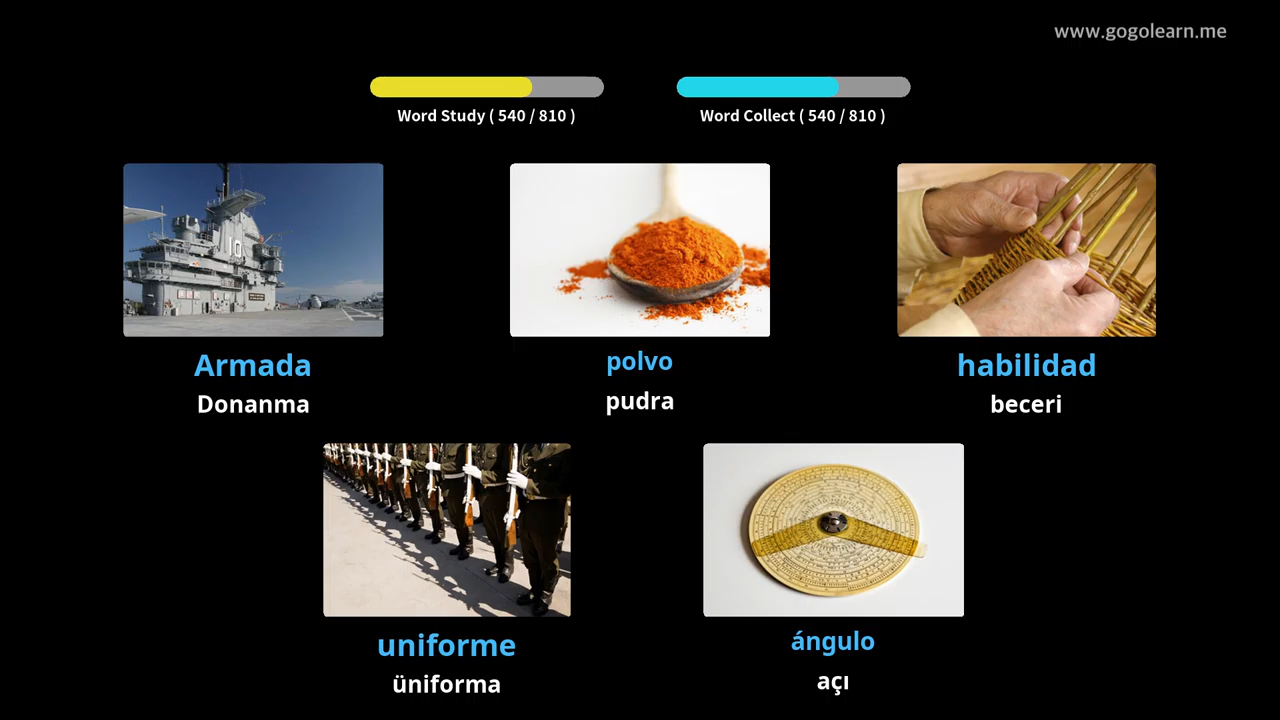 www.gogolearn.me
Word Study ( 540 / 810 )
Word Collect ( 540 / 810 )
10
Armada
Donanma
polvo
pudra
habilidad
beceri
uniforme
üniforma
ángulo
açı